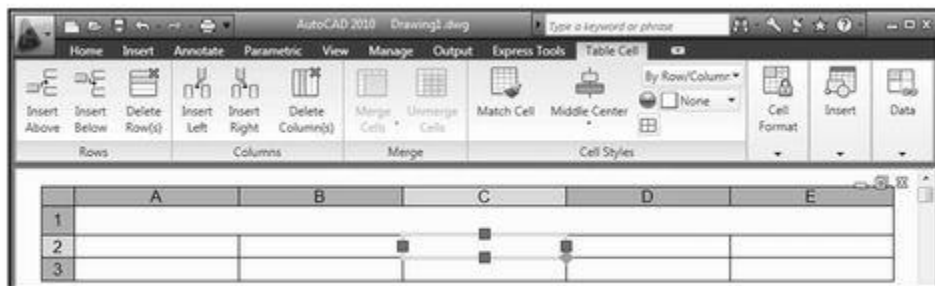 AutoCAD 2010 Drawing1.dwg Type a keyword or phrase
Home Insert Annotate Parametric View Manage Output Express Tools Table Cell
By Row/Column
None
Insert Above Insert Below Delete Row(s) Insert Left Insert Right Delete Column(s) Merge Cells Unmerge Cells Match Cell Middle Center Cell Format Insert Data
Rows Columns Merge Cell Styles
A B C D E
1
2
3